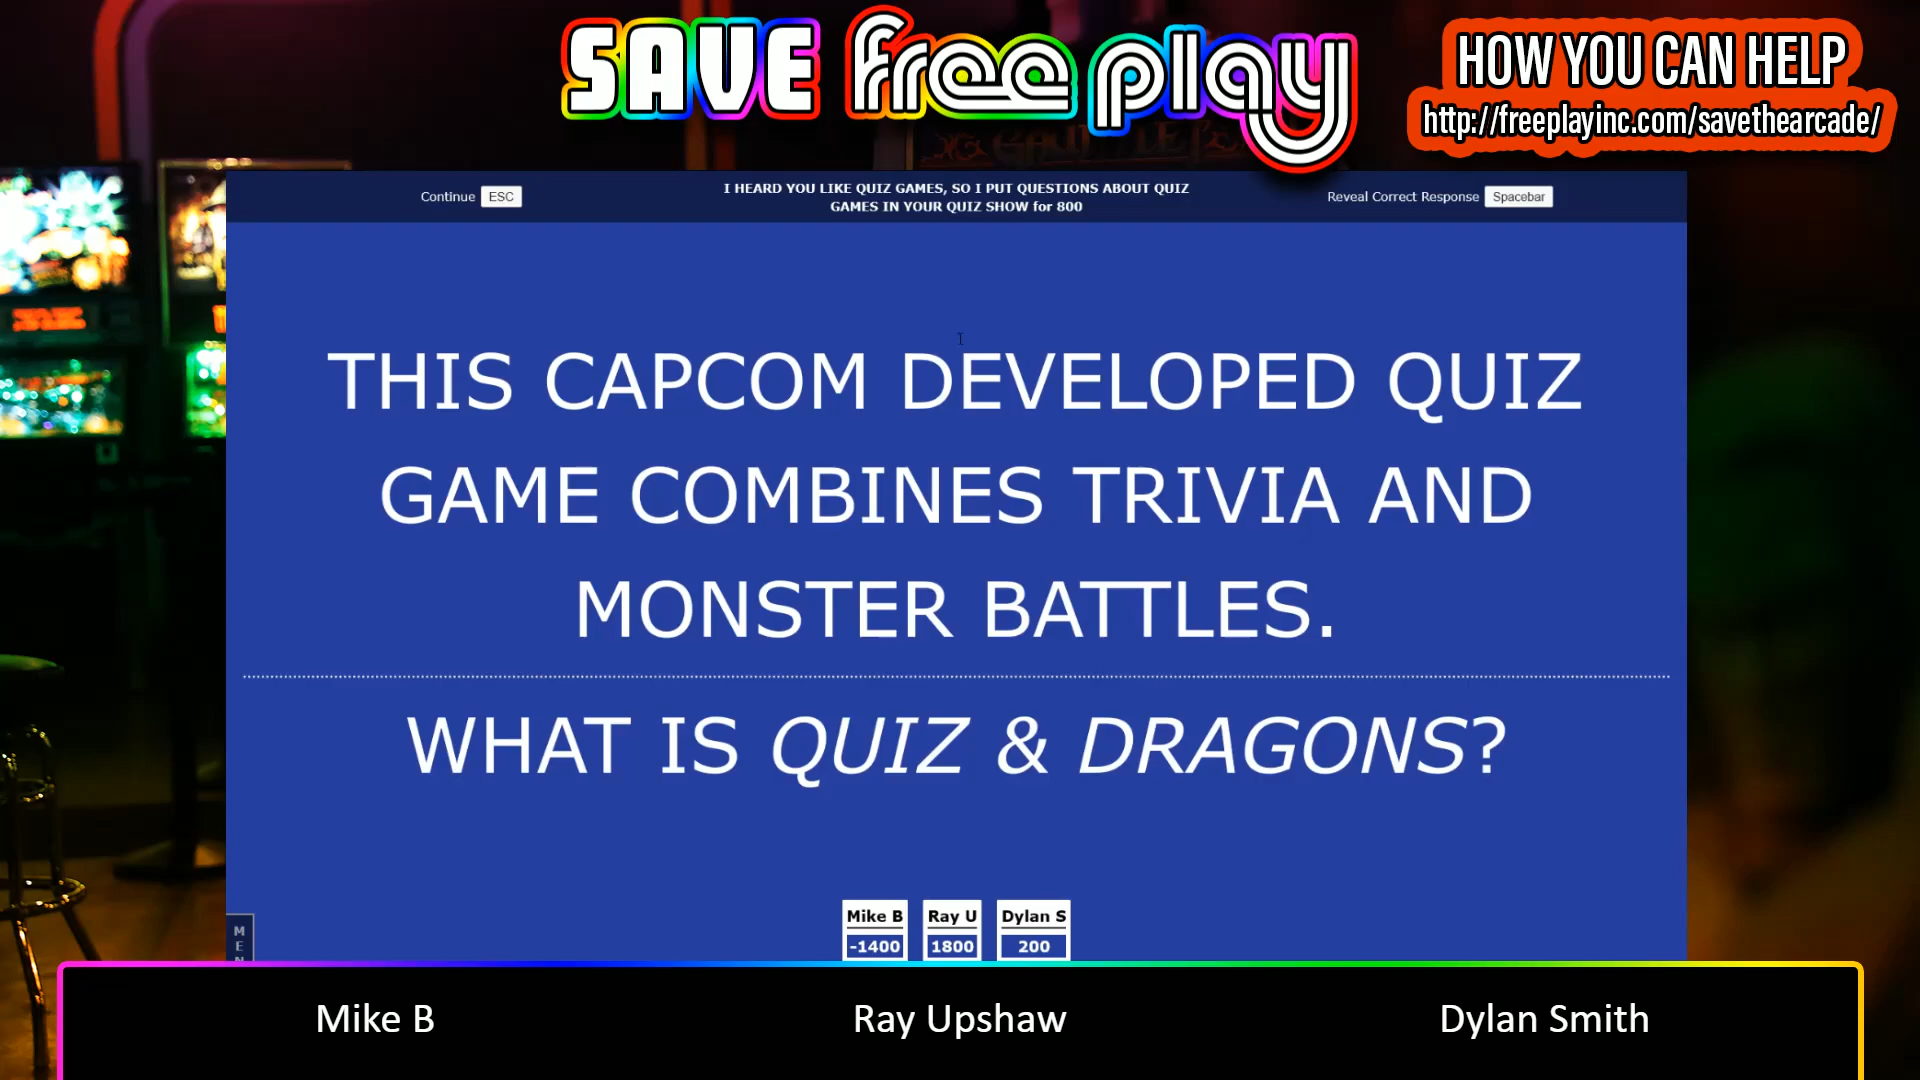 SAVE free play
HOW YOU CAN HELP
http://freeplayinc.com/savethearcade/
Continue ESC
I HEARD YOU LIKE QUIZ GAMES, SO I PUT QUESTIONS ABOUT QUIZ
GAMES IN YOUR QUIZ SHOW for 800
Reveal Correct Response Spacebar
THIS CAPCOM DEVELOPED QUIZ
GAME COMBINES TRIVIA AND
MONSTER BATTLES.
WHAT IS QUIZ & DRAGONS?
Mike B Ray U Dylan S
-1400 1800 200
M
E
N
Mike B Ray Upshaw Dylan Smith